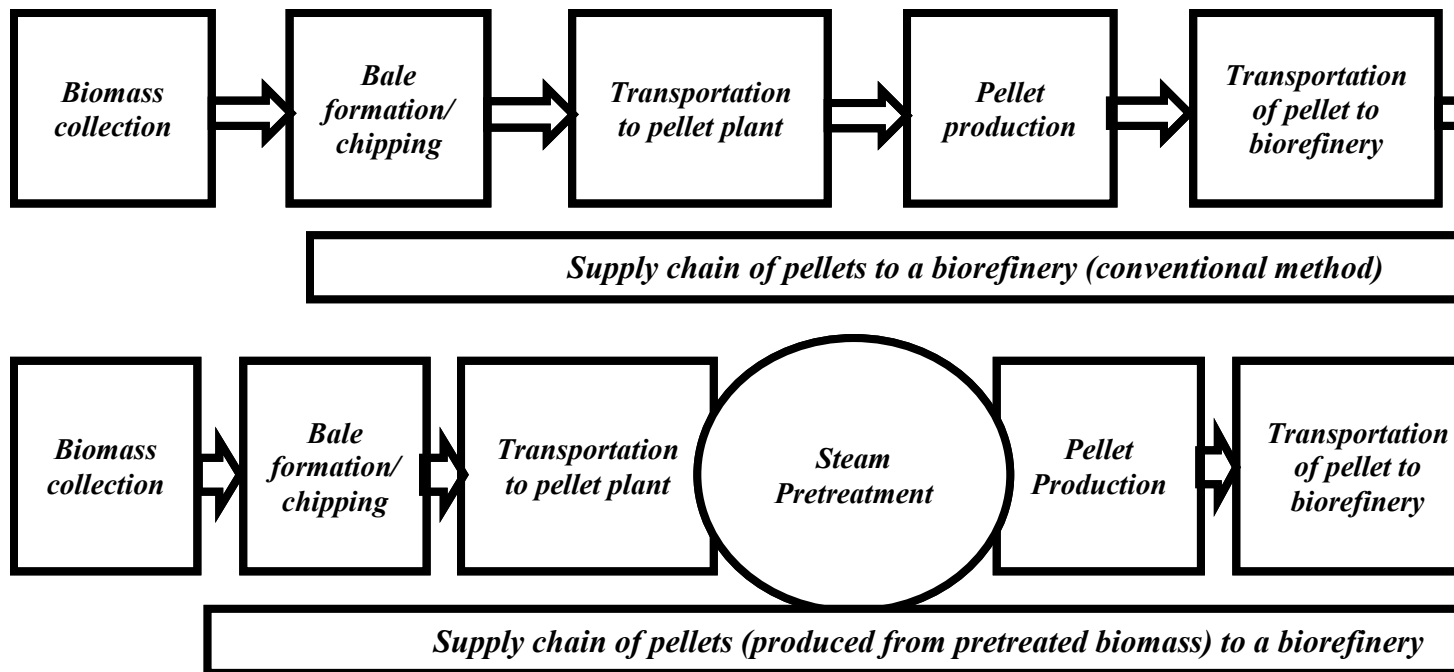 Biomass
collection
Bale
formation/
chipping
Transportation
to pellet plant
Pellet
production
Transportation
of pellet to
biorefinery
Supply chain of pellets to a biorefinery (conventional method)
Biomass
collection
Bale
formation/
chipping
Transportation
to pellet plant
Steam
Pretreatment
Pellet
Production
Transportation
of pellet to
biorefinery
Supply chain of pellets (produced from pretreated biomass) to a biorefinery